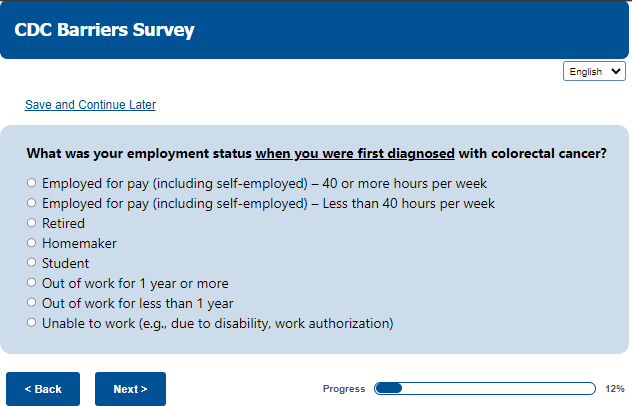 CDC Barriers Survey
English
Save and Continue Later
What was your employment status when you were first diagnosed with colorectal cancer?
Employed for pay (including self-employed) – 40 or more hours per week
Employed for pay (including self-employed) – Less than 40 hours per week
Retired
Homemaker
Student
Out of work for 1 year or more
Out of work for less than 1 year
Unable to work (e.g., due to disability, work authorization)
< Back
Next >
Progress
12%